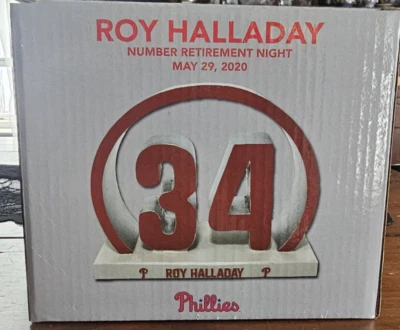 ROY HALLADAY
NUMBER RETIREMENT NIGHT
MAY 29, 2020
34
P ROY HALLADAY P
Phillies